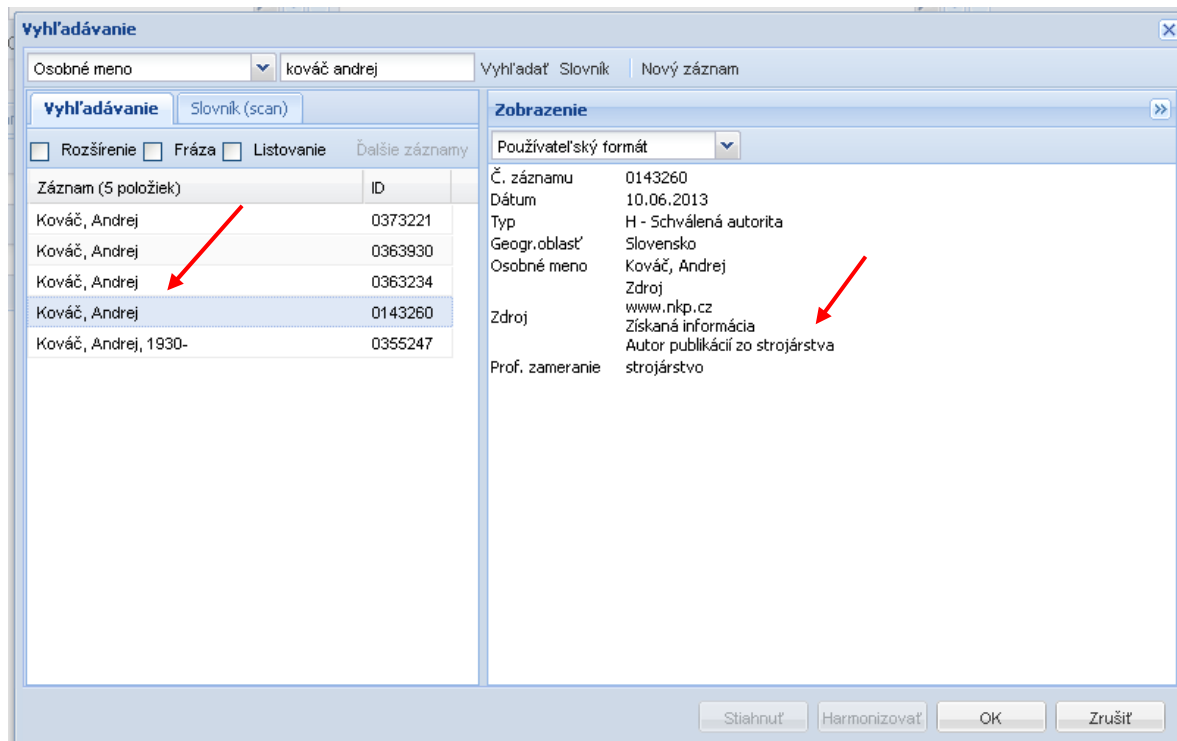 Vyhľadávanie
Osobné meno kováč andrej Vyhľadať Slovník Nový záznam
Vyhľadávanie Slovník (scan)
Rozšírenie Fráza Listovanie Ďalšie záznamy
Záznam (5 položiek) ID
Kováč, Andrej 0373221
Kováč, Andrej 0363930
Kováč, Andrej 0363234
Kováč, Andrej 0143260
Kováč, Andrej, 1930- 0355247
Zobrazenie
Používateľský formát
Č. záznamu 0143260
Dátum 10.06.2013
Typ H - Schválená autorita
Geogr.oblasť Slovensko
Osobné meno Kováč, Andrej
Zdroj
Zdroj www.nkp.cz
Získaná informácia
Autor publikácií zo strojárstva
Prof. zameranie strojárstvo
Stiahnuť Harmonizovať OK Zrušiť